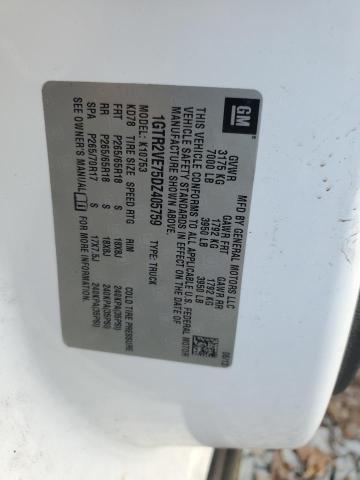 GM
MFD BY GENERAL MOTORS LLC
06/13
GVWR GAWR FRT GAWR RR
3175 KG 1792 KG 1792 KG
7000 LB 3950 LB 3950 LB
THIS VEHICLE CONFORMS TO ALL APPLICABLE U.S. FEDERAL MOTOR
VEHICLE SAFETY STANDARDS IN EFFECT ON THE DATE OF
MANUFACTURE SHOWN ABOVE.
1GTR2VE75DZ405759 TYPE: TRUCK
MODEL: K10753
KD78 TIRE SIZE SPEED RTG RIM COLD TIRE PRESSURE
FRT P265/65R18 S 18X8J 240KPA(35PSI)
RR P265/65R18 S 18X8J 240KPA(35PSI)
SPA P265/70R17 S 17X7.5J 240KPA(35PSI)
SEE OWNER'S MANUAL FOR MORE INFORMATION.